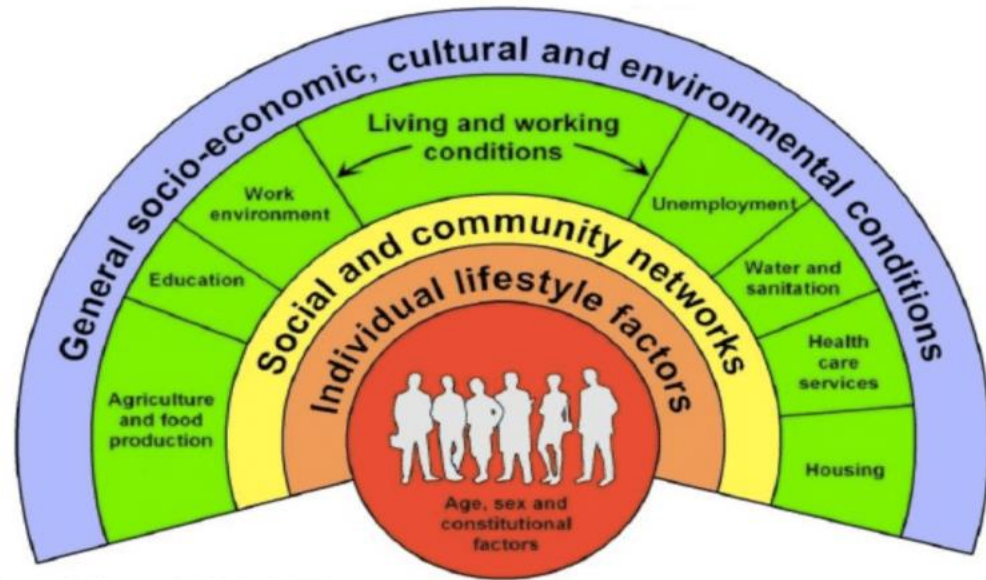 General socio-economic, cultural and environmental conditions
Living and working
conditions
Work
environment
Unemployment
Education
Water and
sanitation
Health
care
services
Agriculture
and food
production
Housing
Social and community networks
Individual lifestyle factors
Age, sex and
constitutional
factors